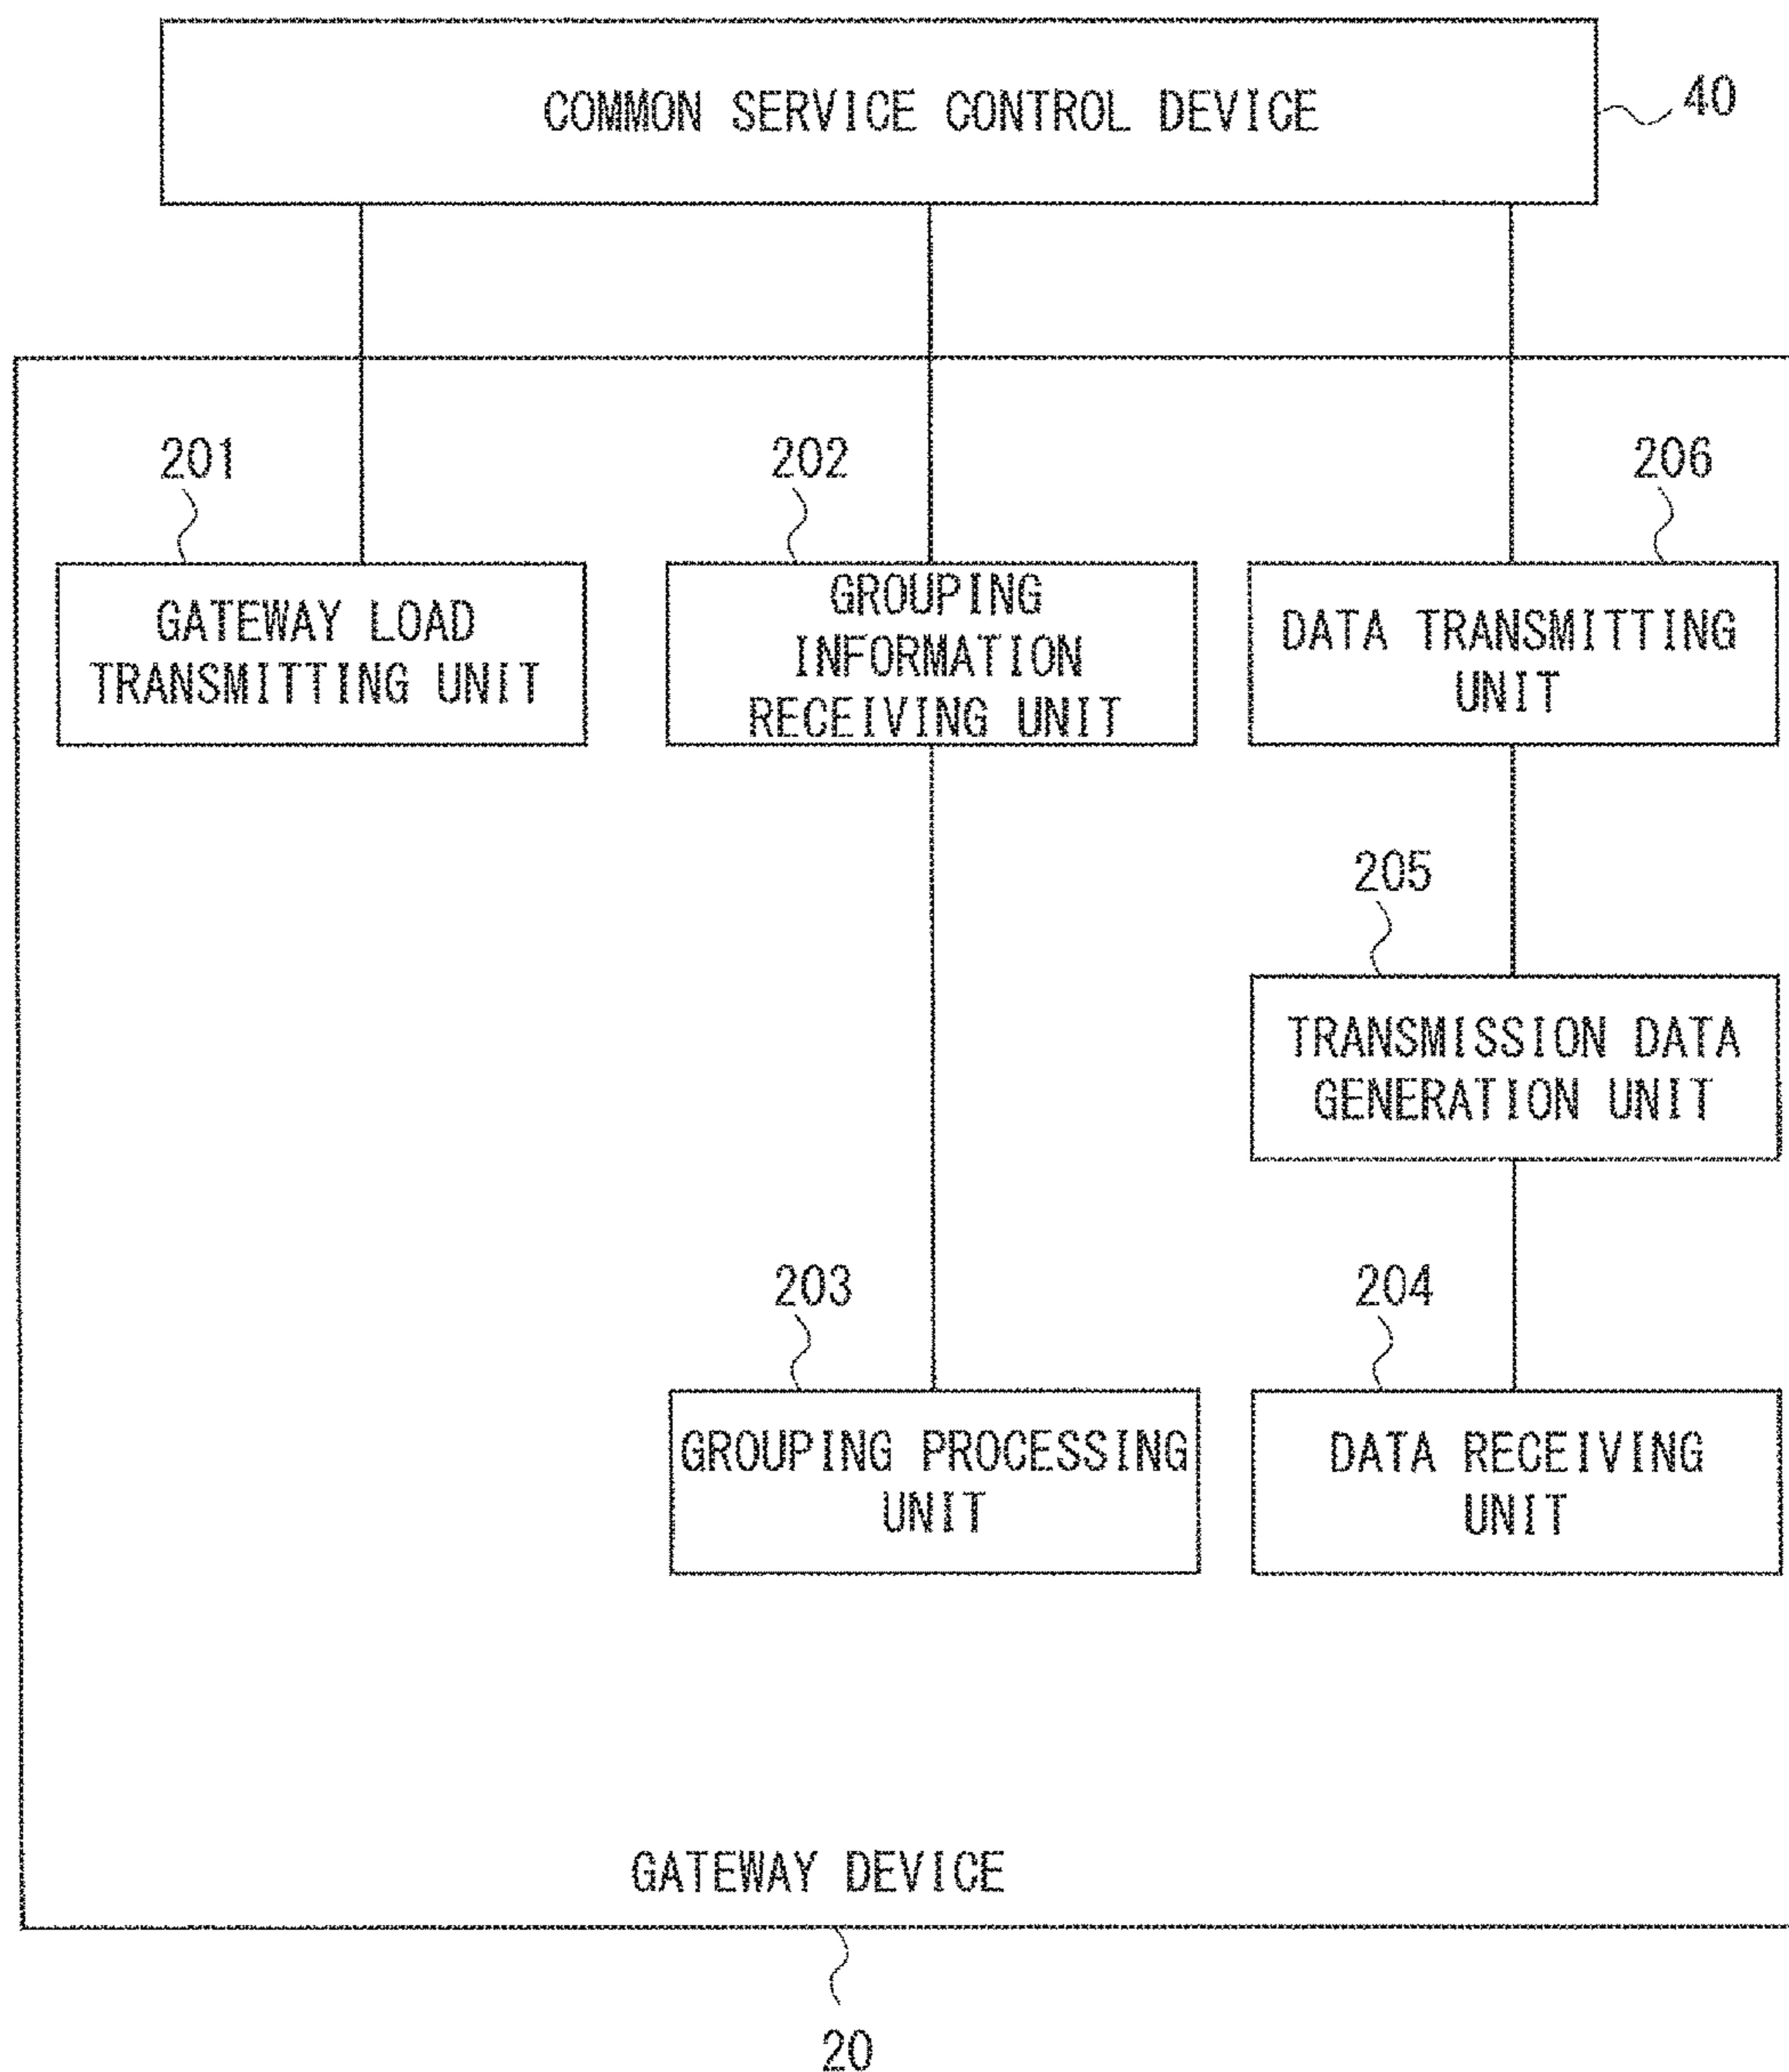 COMMON SERVICE CONTROL DEVICE
40
201
202
206
GATEWAY LOAD
TRANSMITTING UNIT
GROUPING
INFORMATION
RECEIVING UNIT
DATA TRANSMITTING
UNIT
205
TRANSMISSION DATA
GENERATION UNIT
203
204
GROUPING PROCESSING
UNIT
DATA RECEIVING
UNIT
GATEWAY DEVICE
20